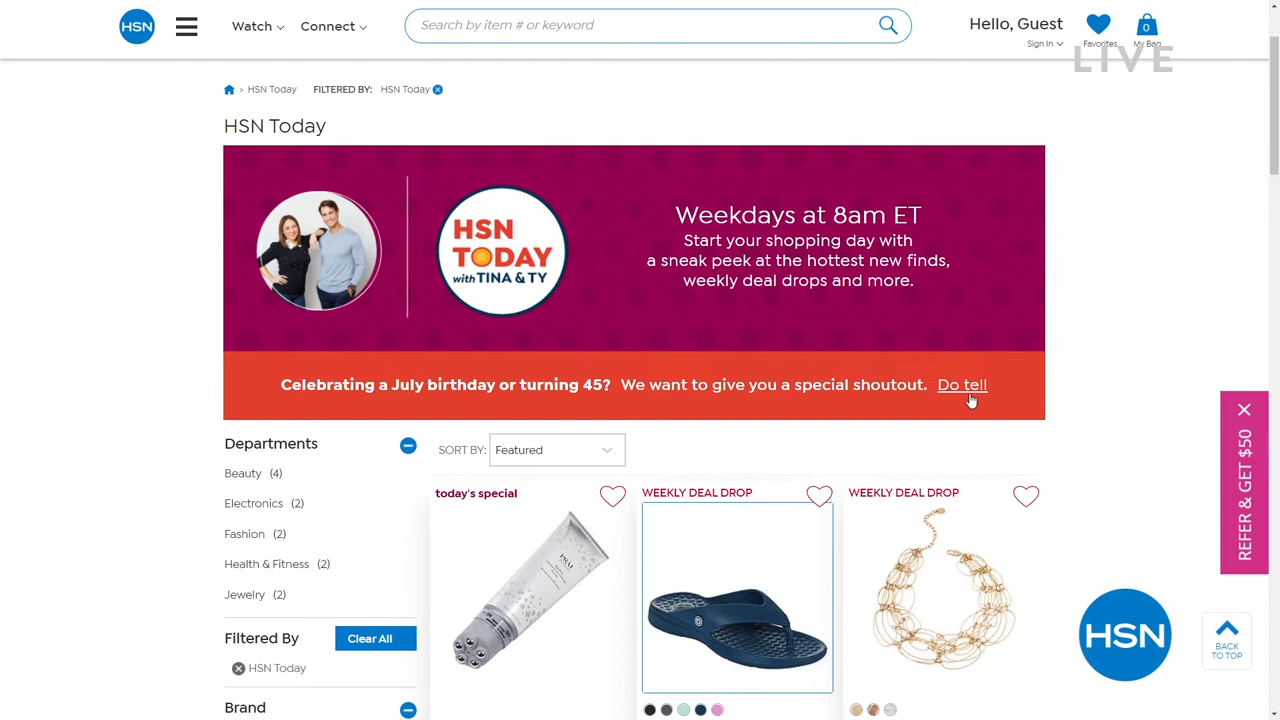 HSN
Watch
Connect
Search by item # or keyword
Hello, Guest
Sign In
Favorites
0
My Bag
LIVE
> HSN Today
FILTERED BY:
HSN Today
HSN Today
HSN
TODAY
with TINA & TY
Weekdays at 8am ET
Start your shopping day with
a sneak peek at the hottest new finds,
weekly deal drops and more.
Celebrating a July birthday or turning 45? We want to give you a special shoutout. Do tell
Departments
Beauty (4)
Electronics (2)
Fashion (2)
Health & Fitness (2)
Jewelry (2)
Filtered By
Clear All
HSN Today
Brand
SORT BY:
Featured
today's special
WEEKLY DEAL DROP
WEEKLY DEAL DROP
PRAI
REFER & GET $50
HSN
BACK
TO TOP